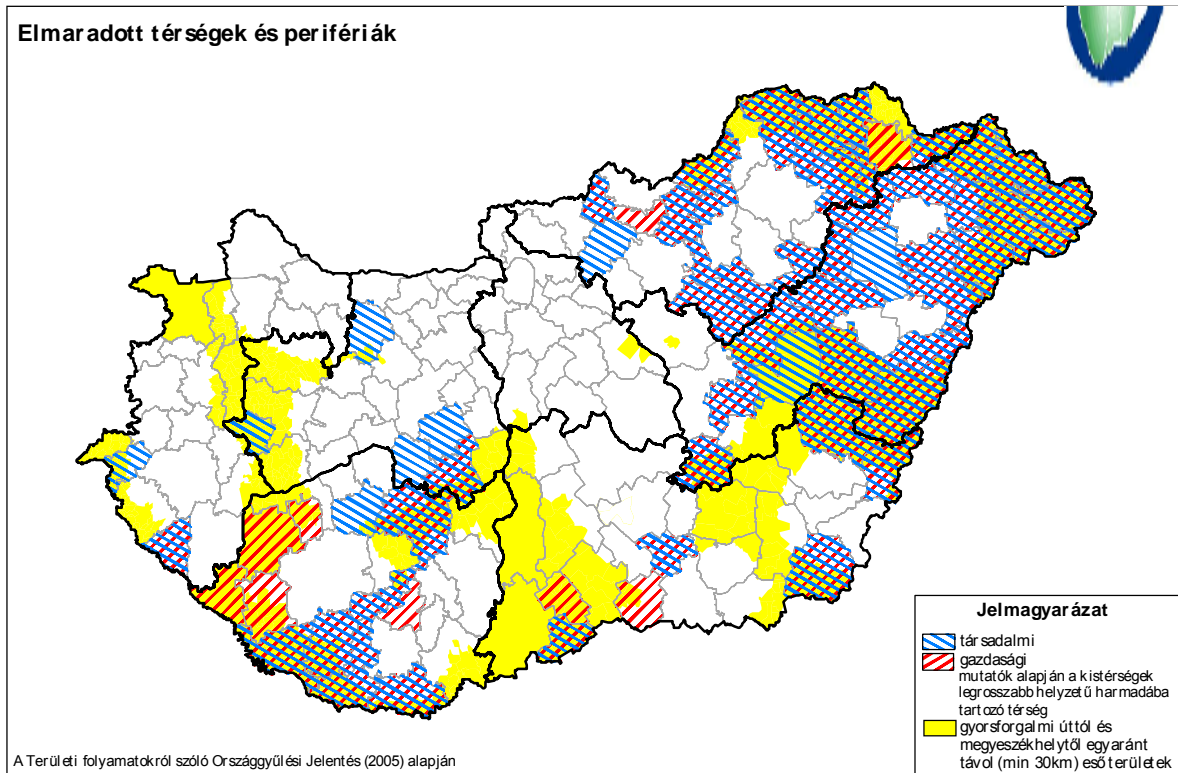 Elmaradott térségek és perifériák
Jelmagyarázat
társadalmi
gazdasági
mutatók alapján a kistérségek
legrosszabb helyzetű harmadába
tartozó térség
gyorsforgalmi úttól és
megyeszékhelytől egyaránt
távol (min 30km) eső területek
A Területi folyamatokról szóló Országgyűlési Jelentés (2005) alapján